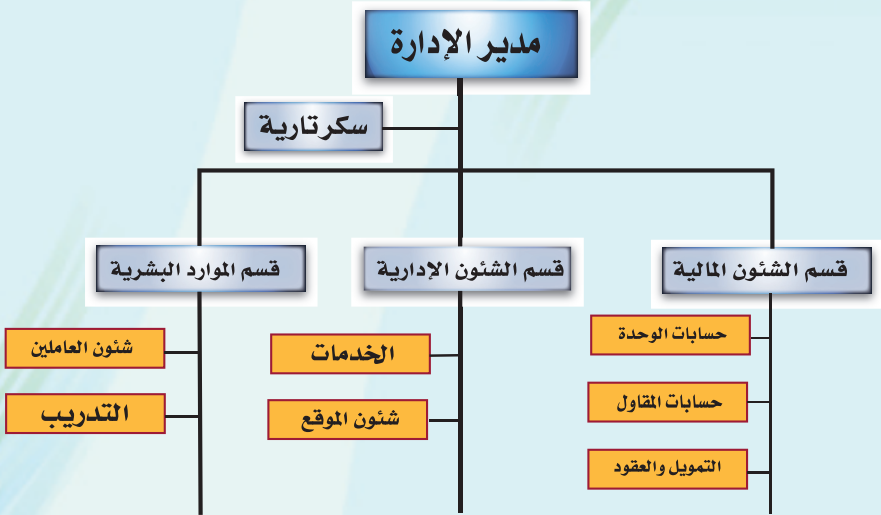 مدير الإدارة
سكرتارية
قسم الشئون المالية
قسم الشئون الإدارية
قسم الموارد البشرية
حسابات الوحدة
حسابات المقاول
التمويل والعقود
الخدمات
شئون الموقع
شئون العاملين
التدريب